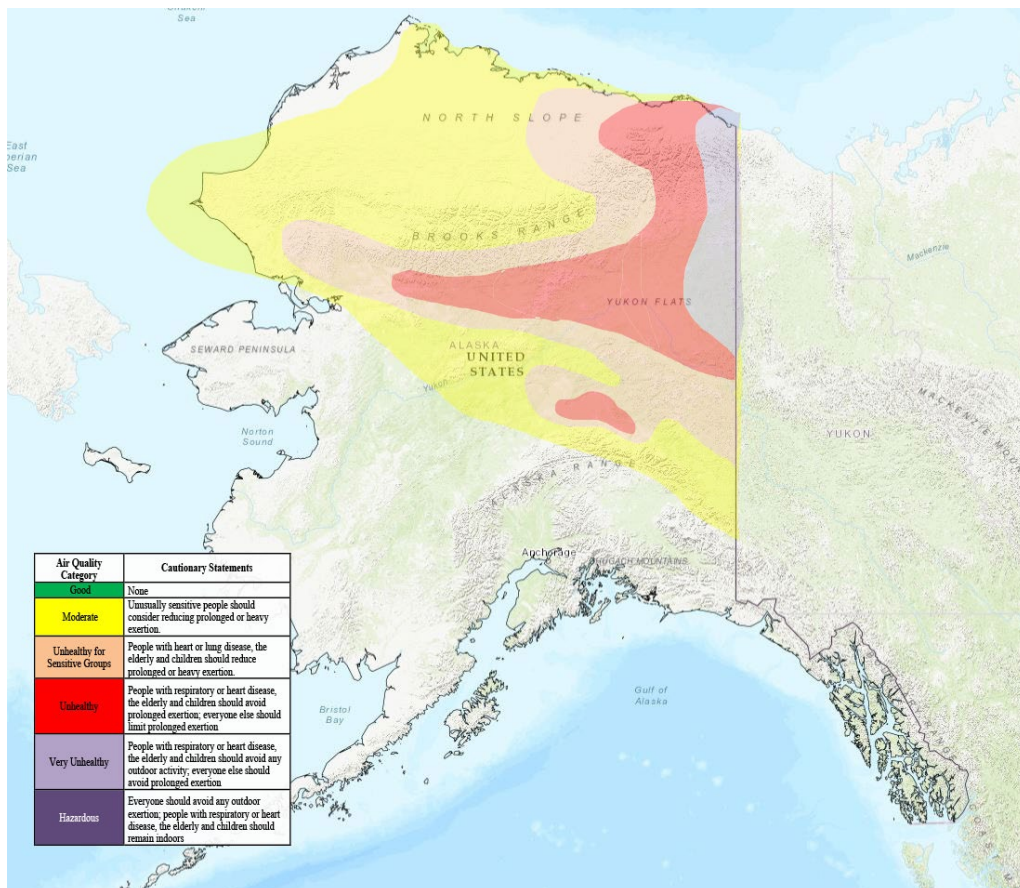 Chukchi
Sea
East
perian
Sea
NORTH SLOPE
BROOKS RANGE
Mackenzie
YUKON FLATS
SEWARD PENINSULA
ALASKA
UNITED
STATES
Yukon
MACKENZIE MOUN
Norton
Sound
YUKON
ALASKA RANGE
Anchorage
CHUGACH MOUNTAINS
Air Quality
Category
Cautionary Statements
Good
None
Moderate
Unusually sensitive people should
consider reducing prolonged or heavy
exertion.
Unhealthy for
Sensitive Groups
People with heart or lung disease, the
elderly and children should reduce
prolonged or heavy exertion.
Unhealthy
People with respiratory or heart disease,
the elderly and children should avoid
prolonged exertion; everyone else should
limit prolonged exertion
Very Unhealthy
People with respiratory or heart disease,
the elderly and children should avoid any
outdoor activity; everyone else should
avoid prolonged exertion
Hazardous
Everyone should avoid any outdoor
exertion; people with respiratory or heart
disease, the elderly and children should
remain indoors
Bristol
Bay
Gulf of
Alaska